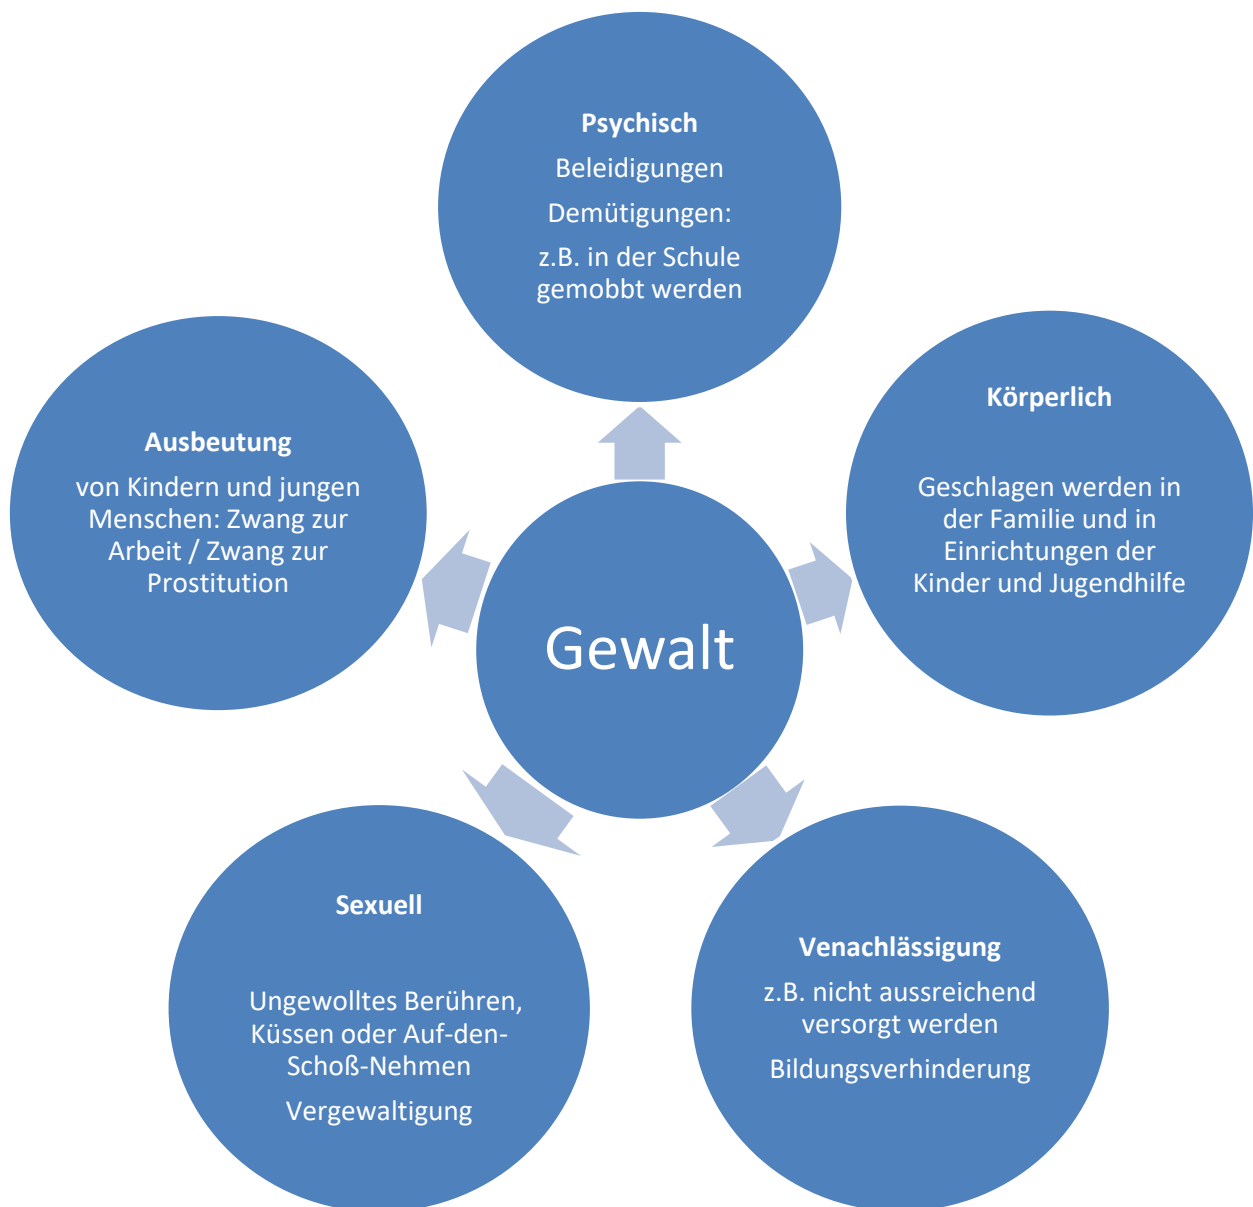 Psychisch
Beleidigungen
Demütigungen:
z.B. in der Schule
gemobbt werden
Körperlich
Geschlagen werden in
der Familie und in
Einrichtungen der
Kinder und Jugendhilfe
Venachlässigung
z.B. nicht aussreichend
versorgt werden
Bildungsverhinderung
Sexuell
Ungewolltes Berühren,
Küssen oder Auf-den-
Schoß-Nehmen
Vergewaltigung
Ausbeutung
von Kindern und jungen
Menschen: Zwang zur
Arbeit / Zwang zur
Prostitution
Gewalt